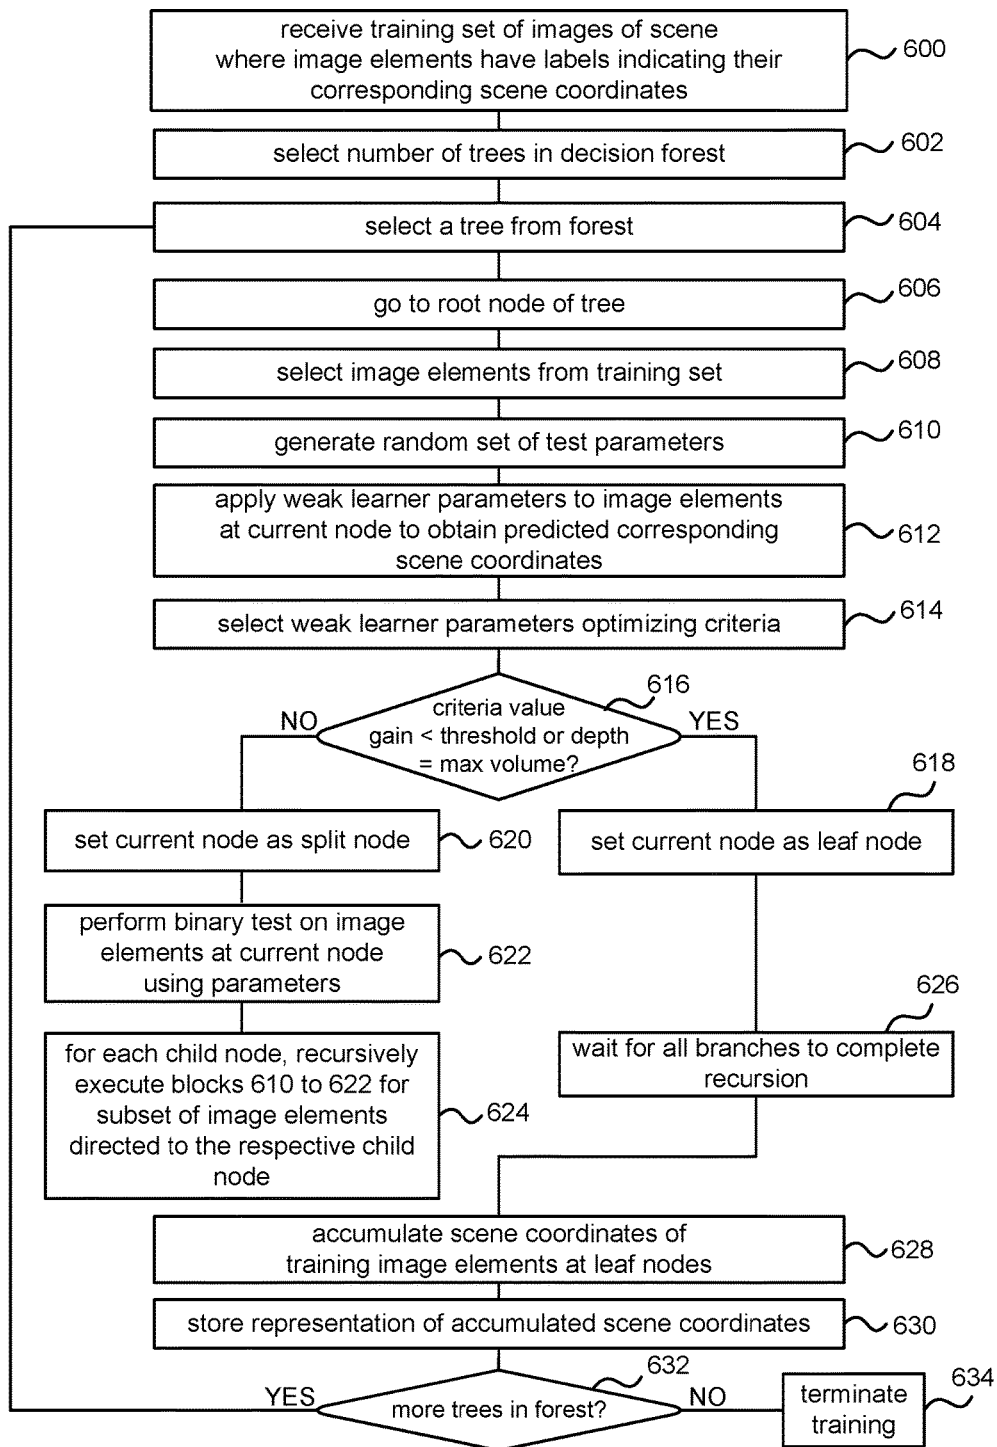 receive training set of images of scene
where image elements have labels indicating their
corresponding scene coordinates
600
select number of trees in decision forest
602
select a tree from forest
604
go to root node of tree
606
select image elements from training set
608
generate random set of test parameters
610
apply weak learner parameters to image elements
at current node to obtain predicted corresponding
scene coordinates
612
select weak learner parameters optimizing criteria
614
616
NO
criteria value
gain < threshold or depth
= max volume?
YES
618
set current node as split node
620
set current node as leaf node
perform binary test on image
elements at current node
using parameters
622
626
for each child node, recursively
execute blocks 610 to 622 for
subset of image elements
directed to the respective child
node
624
wait for all branches to complete
recursion
accumulate scene coordinates of
training image elements at leaf nodes
628
store representation of accumulated scene coordinates
630
632
YES
more trees in forest?
NO
terminate
training
634